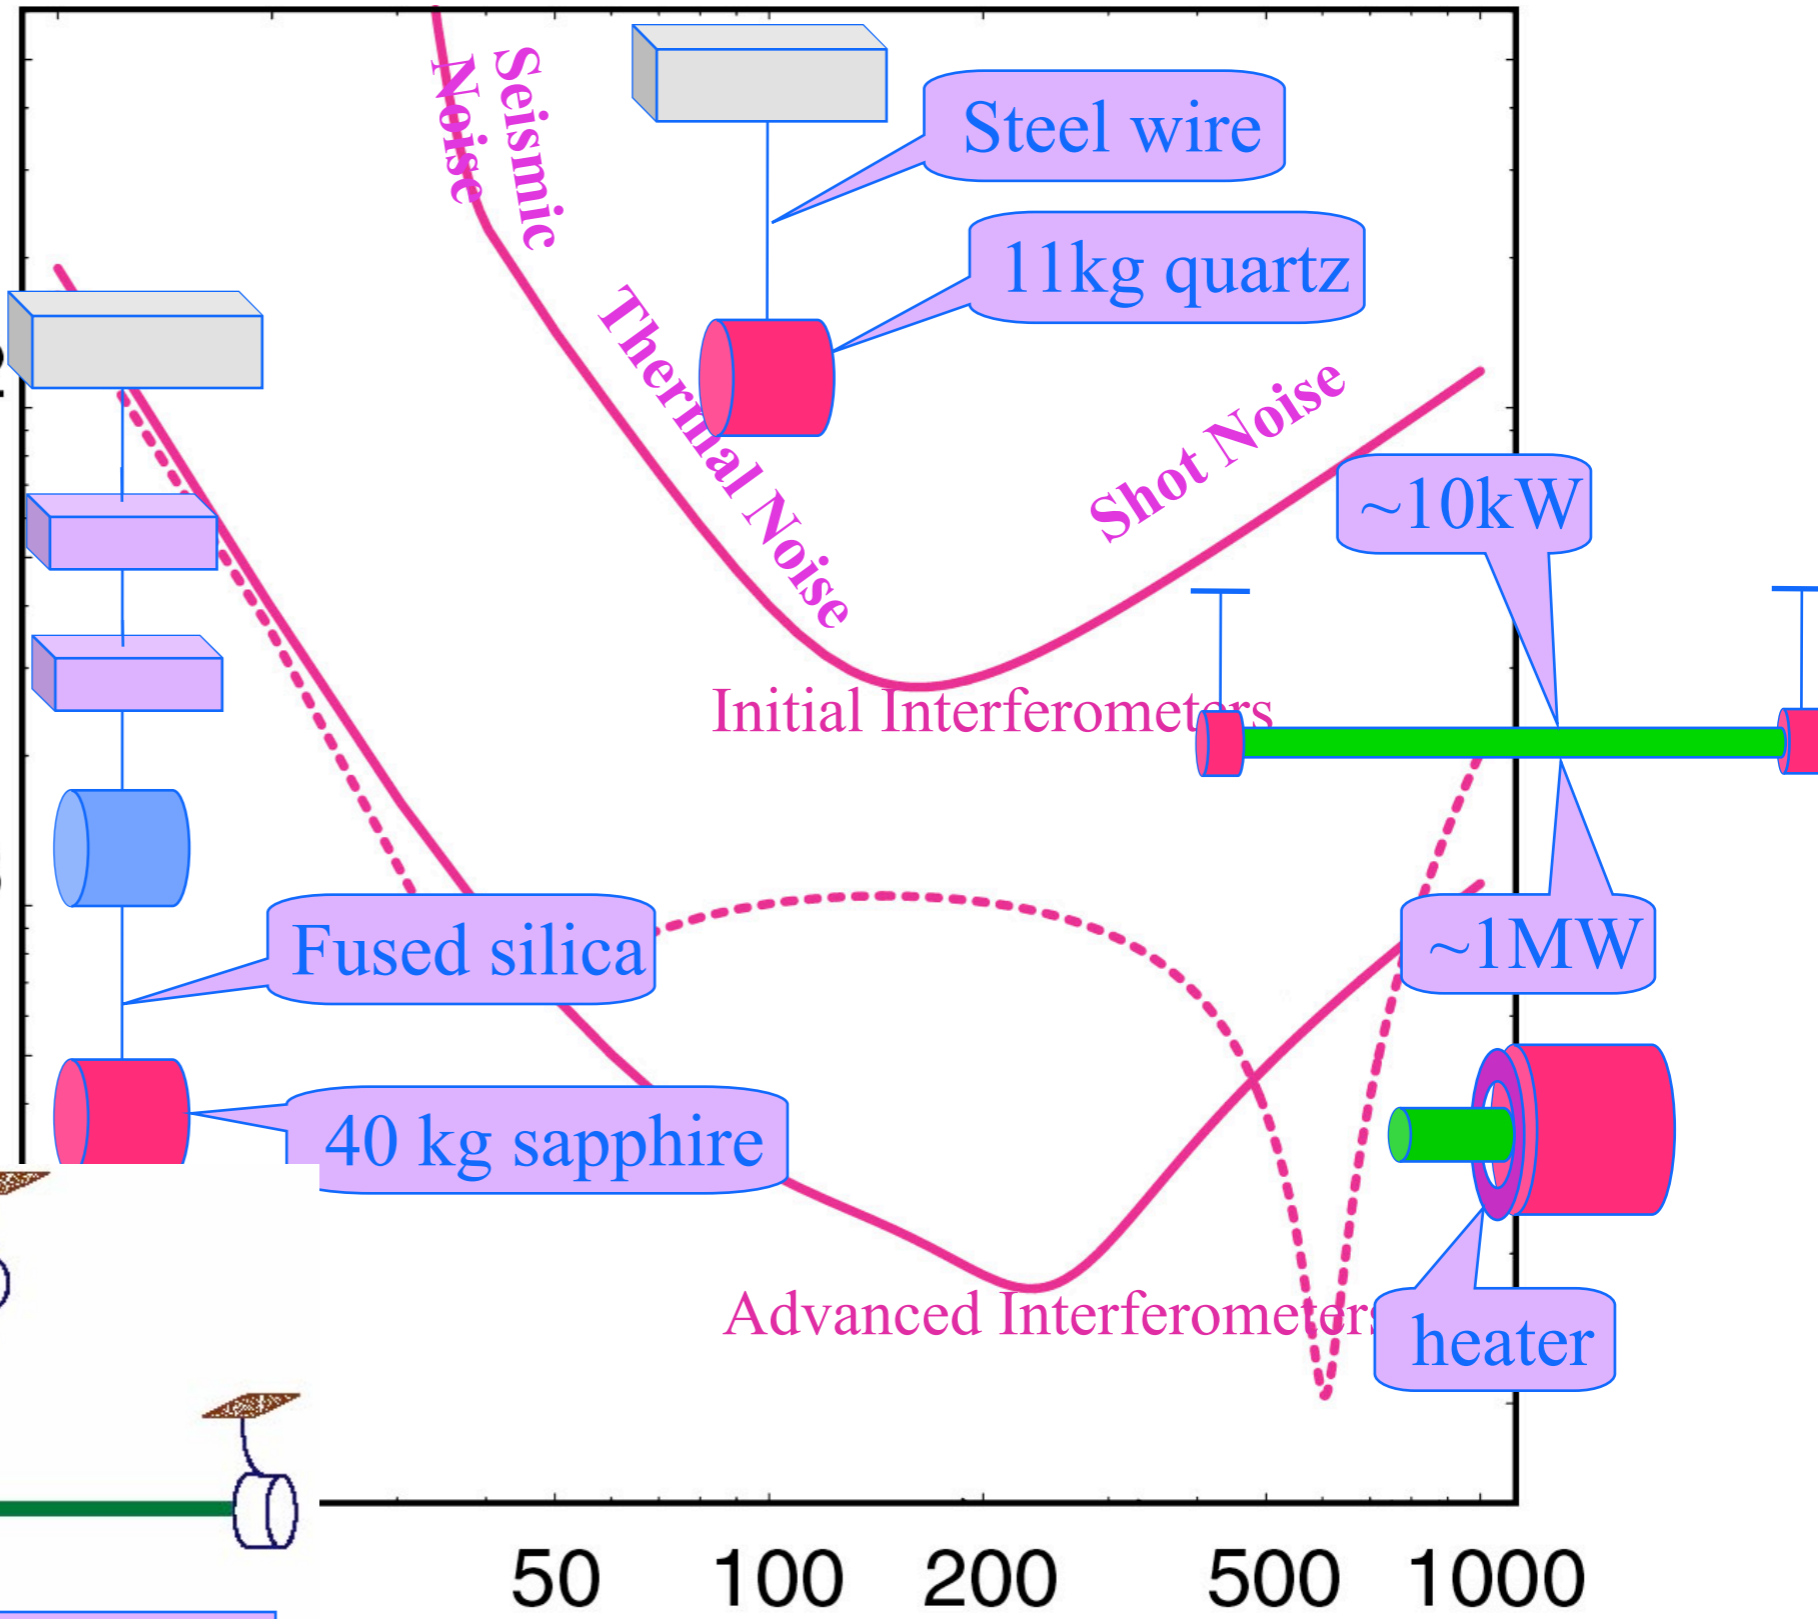 Seismic
Noise
Steel wire
11kg quartz
Thermal Noise
Shot Noise
~10kW
Initial Interferometers
Fused silica
~1MW
40 kg sapphire
Advanced Interferometers
heater
50 100 200 500 1000